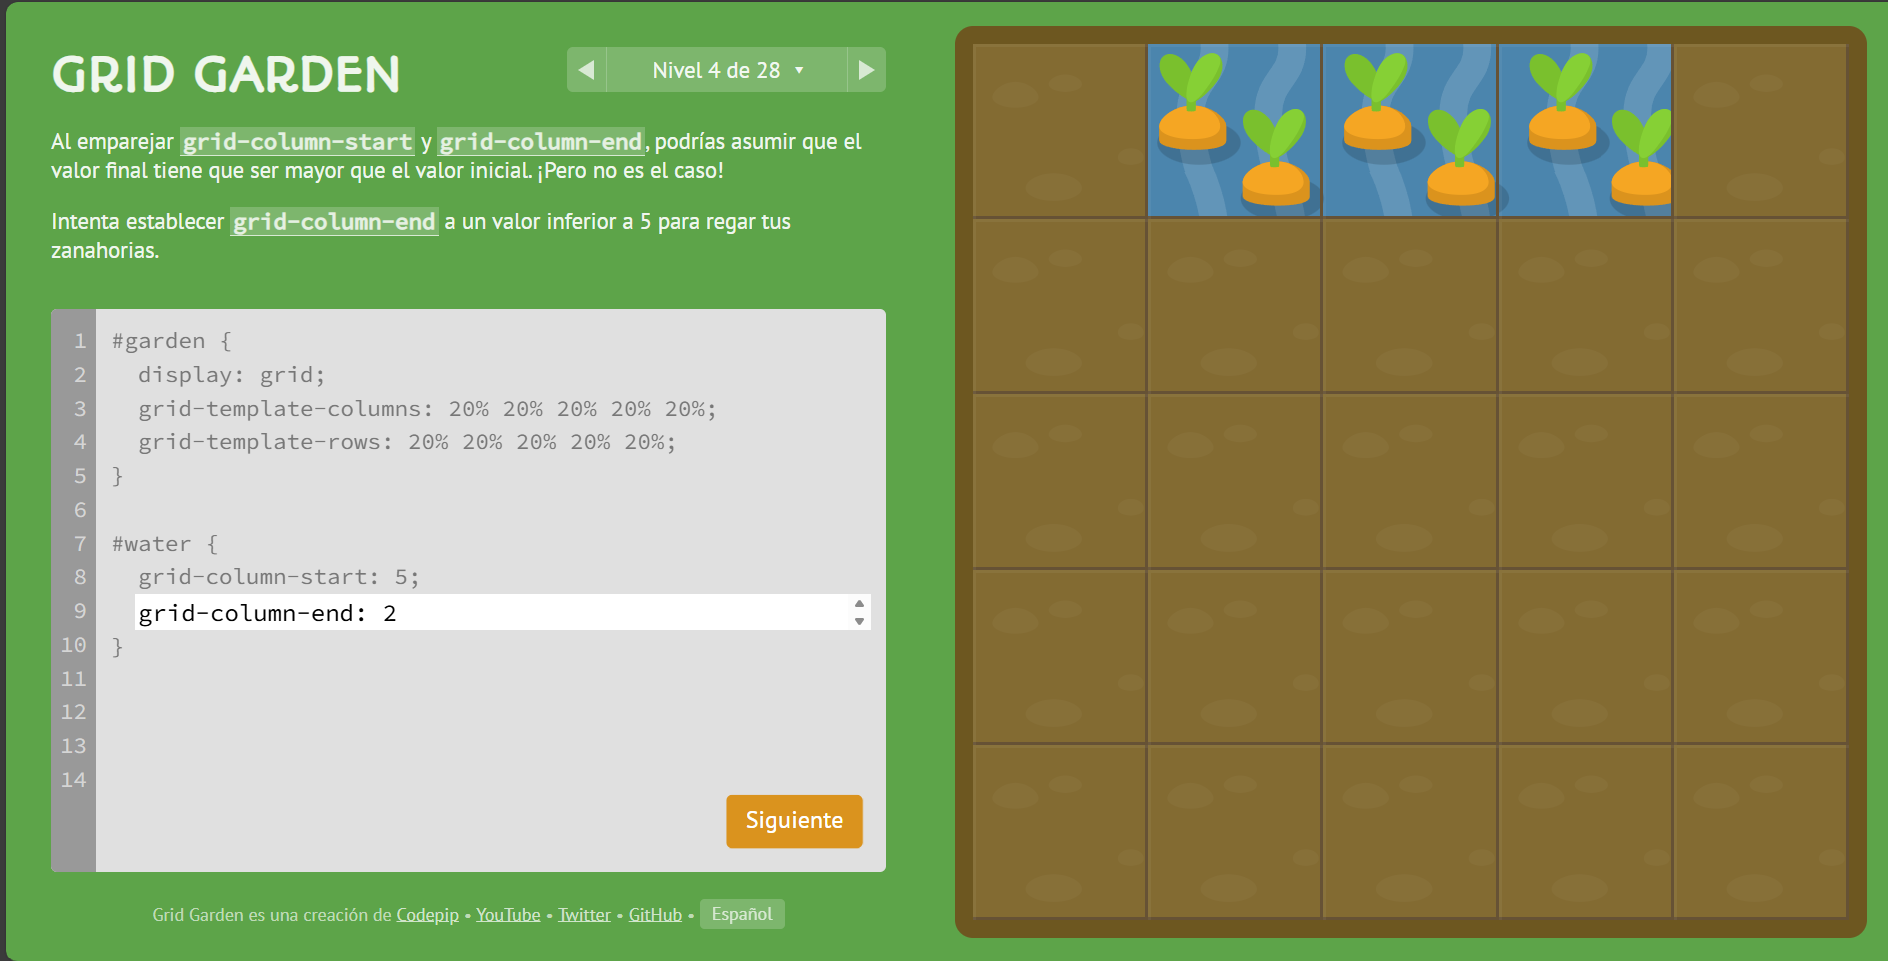 GRID GARDEN
Nivel 4 de 28
Al emparejar grid-column-start y grid-column-end, podrías asumir que el
valor final tiene que ser mayor que el valor inicial. ¡Pero no es el caso!
Intenta establecer grid-column-end a un valor inferior a 5 para regar tus
zanahorias.
1 #garden {
2 display: grid;
3 grid-template-columns: 20% 20% 20% 20% 20%;
4 grid-template-rows: 20% 20% 20% 20% 20%;
5 }
6
7 #water {
8 grid-column-start: 5;
9 grid-column-end: 2
10 }
11
12
13
14
Siguiente
Grid Garden es una creación de Codepip • YouTube • Twitter • GitHub • Español